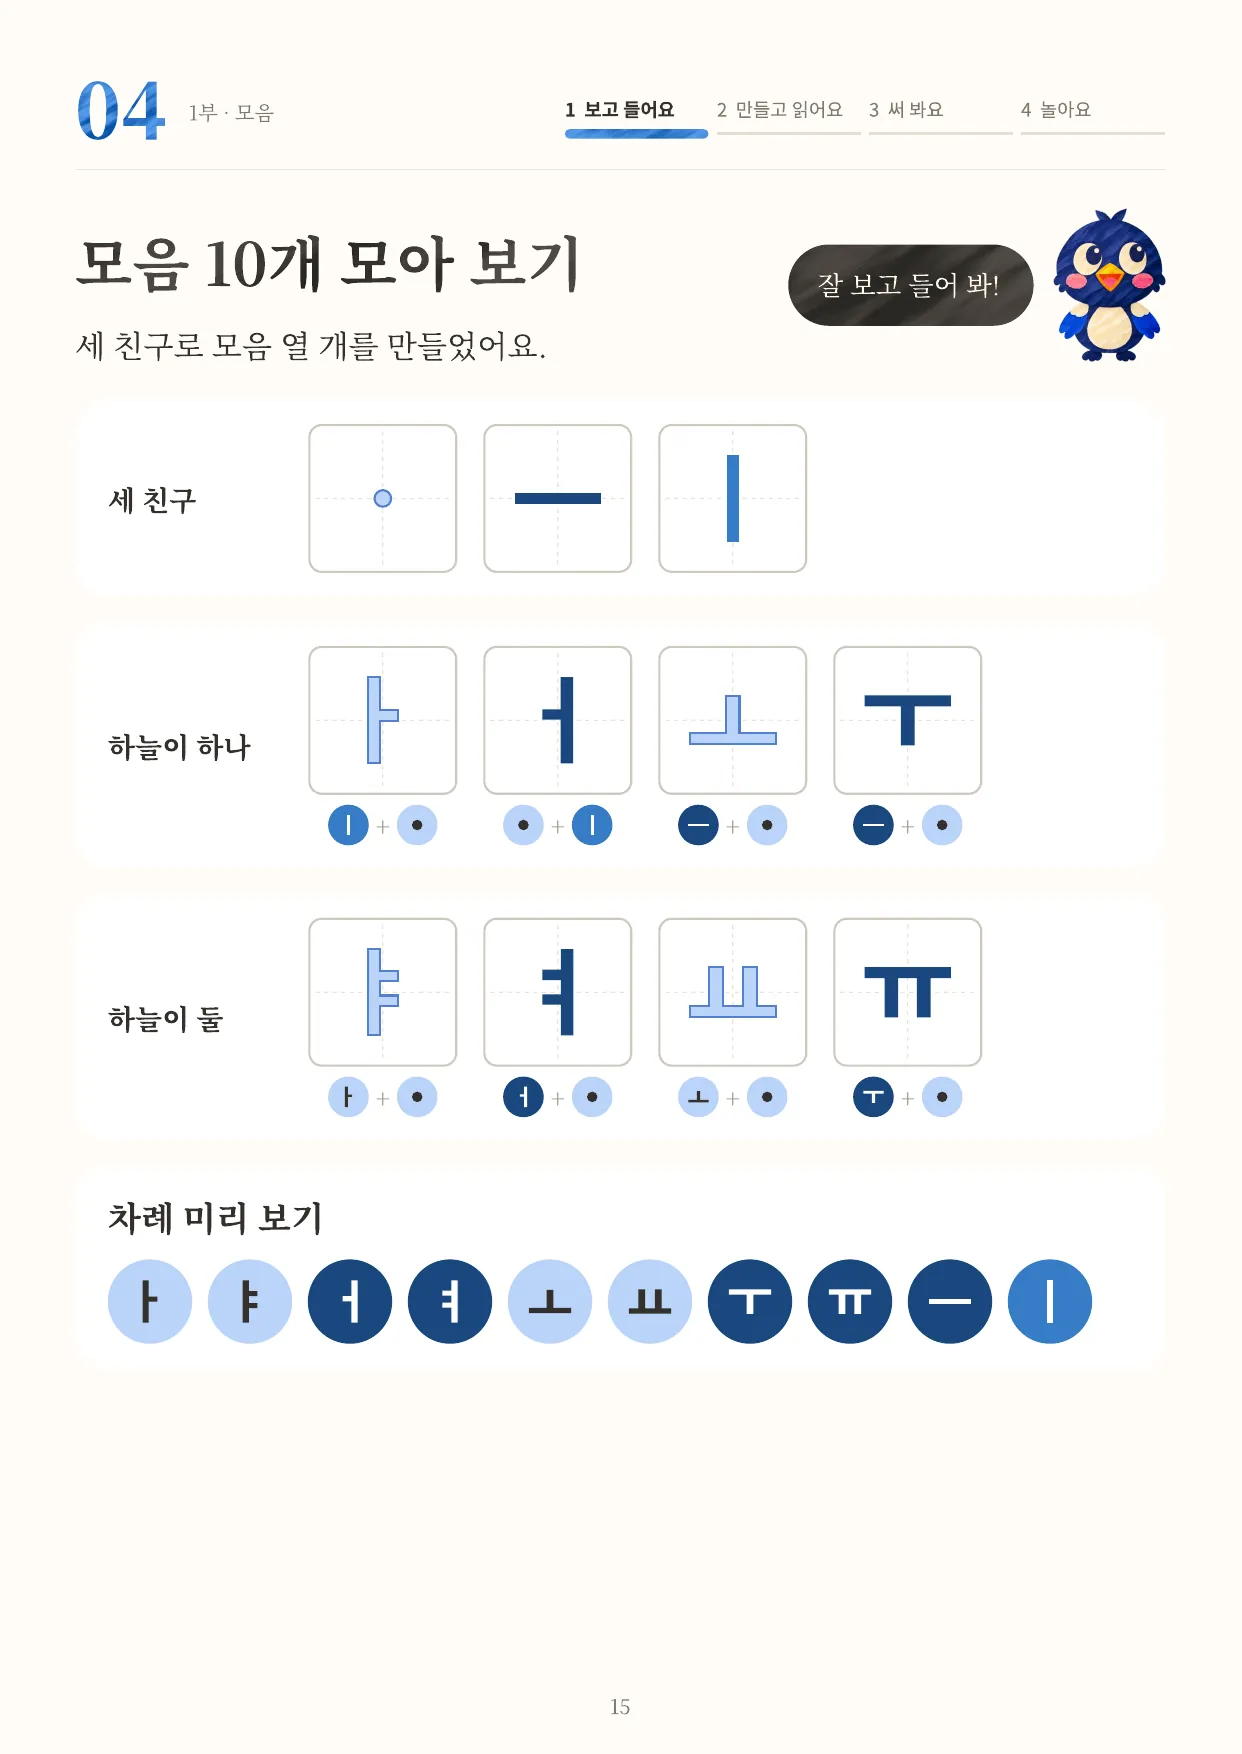 04 1부 · 모음
1 보고 들어요 2 만들고 읽어요 3 써 봐요 4 놀아요
모음 10개 모아 보기
잘 보고 들어 봐!
세 친구로 모음 열 개를 만들었어요.
세 친구 • ㅡ ㅣ
하늘이 하나 ㅏ ㅓ ㅗ ㅜ
ㅣ + • • + ㅣ ㅡ + • ㅡ + •
하늘이 둘 ㅑ ㅕ ㅛ ㅠ
ㅏ + • ㅓ + • ㅗ + • ㅜ + •
차례 미리 보기
ㅏ ㅑ ㅓ ㅕ ㅗ ㅛ ㅜ ㅠ ㅡ ㅣ
15